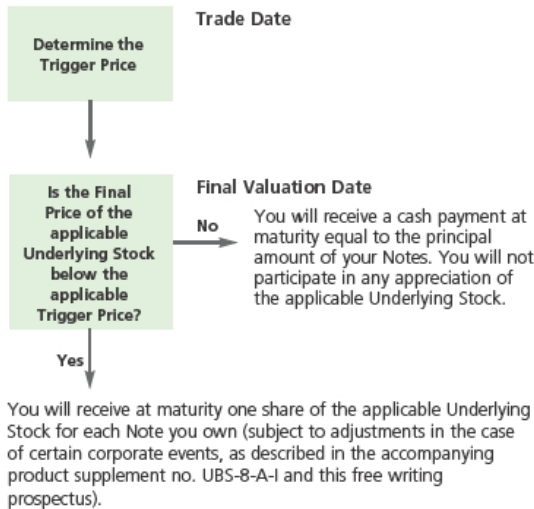 Trade Date
Determine the
Trigger Price
Final Valuation Date
Is the Final
Price of the
applicable
Underlying Stock
below the
applicable
Trigger Price?
No
You will receive a cash payment at
maturity equal to the principal
amount of your Notes. You will not
participate in any appreciation of
the applicable Underlying Stock.
Yes
You will receive at maturity one share of the applicable Underlying
Stock for each Note you own (subject to adjustments in the case
of certain corporate events, as described in the accompanying
product supplement no. UBS-8-A-I and this free writing
prospectus).